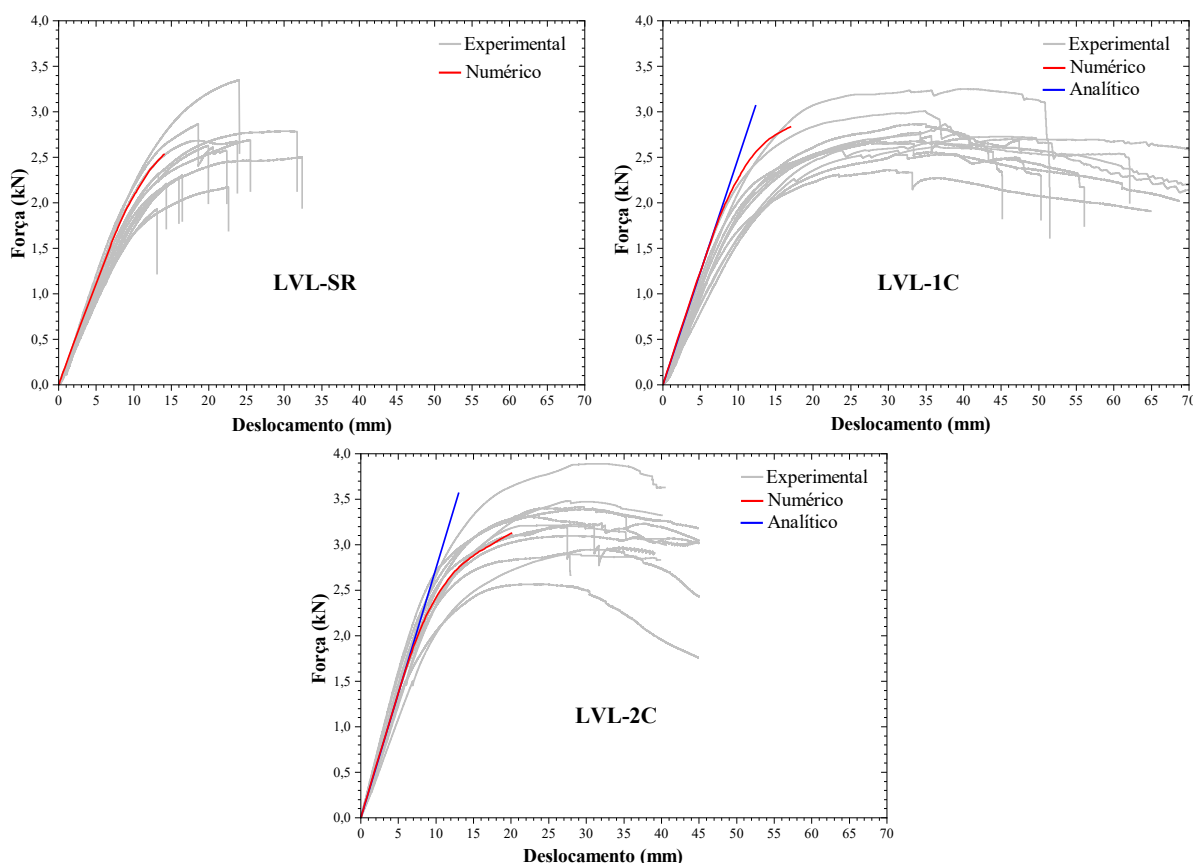 4,0
3,5
3,0
2,5
2,0
1,5
1,0
0,5
0,0
Força (kN)
Experimental
Numérico
LVL-SR
0 5 10 15 20 25 30 35 40 45 50 55 60 65 70
Deslocamento (mm)
4,0
3,5
3,0
2,5
2,0
1,5
1,0
0,5
0,0
Força (kN)
Experimental
Numérico
Analítico
LVL-1C
0 5 10 15 20 25 30 35 40 45 50 55 60 65 70
Deslocamento (mm)
4,0
3,5
3,0
2,5
2,0
1,5
1,0
0,5
0,0
Força (kN)
Experimental
Numérico
Analítico
LVL-2C
0 5 10 15 20 25 30 35 40 45 50 55 60 65 70
Deslocamento (mm)